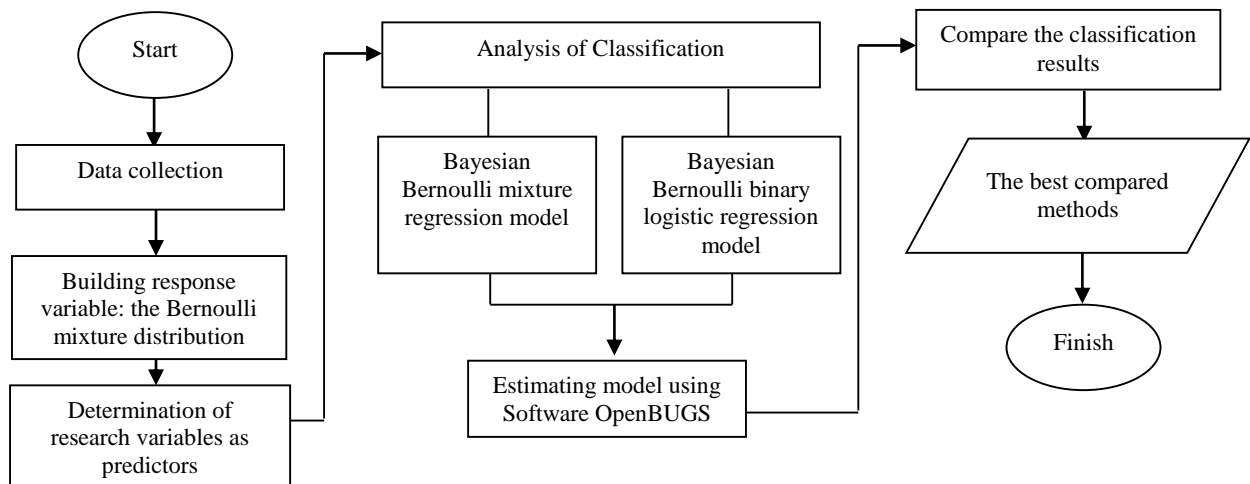 Start
Data collection
Building response
variable: the Bernoulli
mixture distribution
Determination of
research variables as
predictors
Analysis of Classification
Bayesian
Bernoulli mixture
regression model
Bayesian
Bernoulli binary
logistic regression
model
Estimating model using
Software OpenBUGS
Compare the classification
results
The best compared
methods
Finish